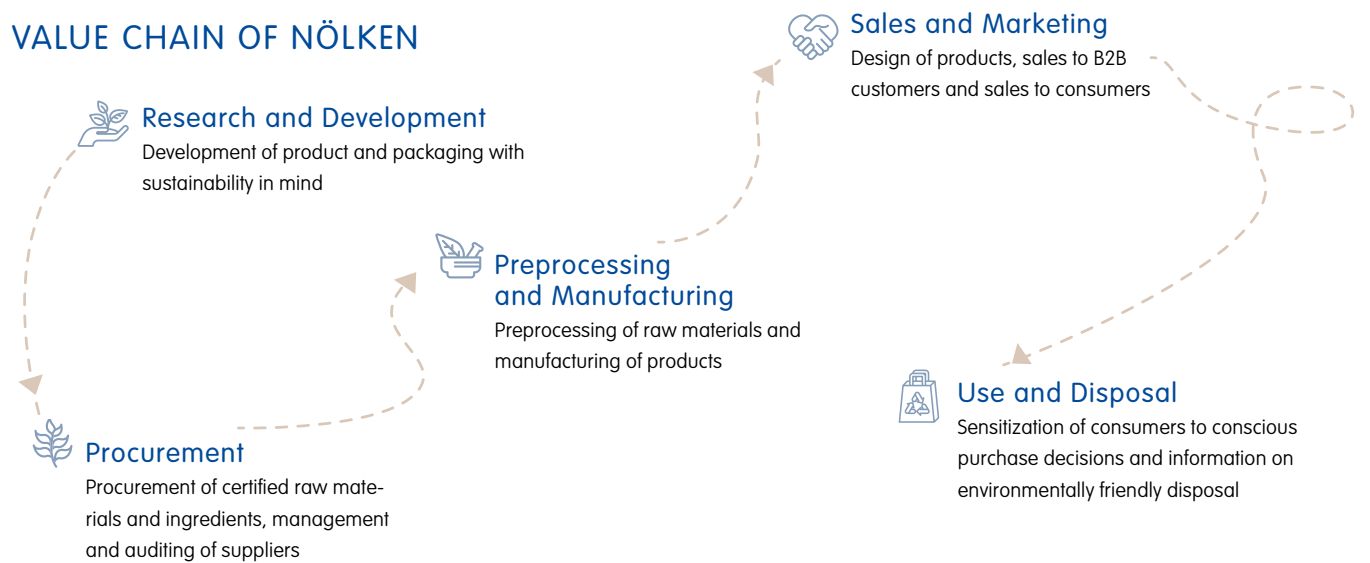 VALUE CHAIN OF NÖLKEN
Research and Development
Development of product and packaging with
sustainability in mind
Procurement
Procurement of certified raw mate-
rials and ingredients, management
and auditing of suppliers
Preprocessing
and Manufacturing
Preprocessing of raw materials and
manufacturing of products
Sales and Marketing
Design of products, sales to B2B
customers and sales to consumers
Use and Disposal
Sensitization of consumers to conscious
purchase decisions and information on
environmentally friendly disposal